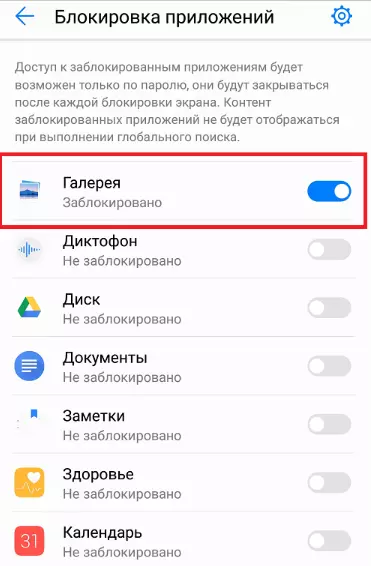 Блокировка приложений
Доступ к заблокированным приложениям будет
возможен только по паролю, они будут закрываться
после каждой блокировки экрана. Контент
заблокированных приложений не будет отображаться
при выполнении глобального поиска.
Галерея
Заблокировано
Диктофон
Не заблокировано
Диск
Не заблокировано
Документы
Не заблокировано
Заметки
Не заблокировано
Здоровье
Не заблокировано
31 Календарь
Не заблокировано